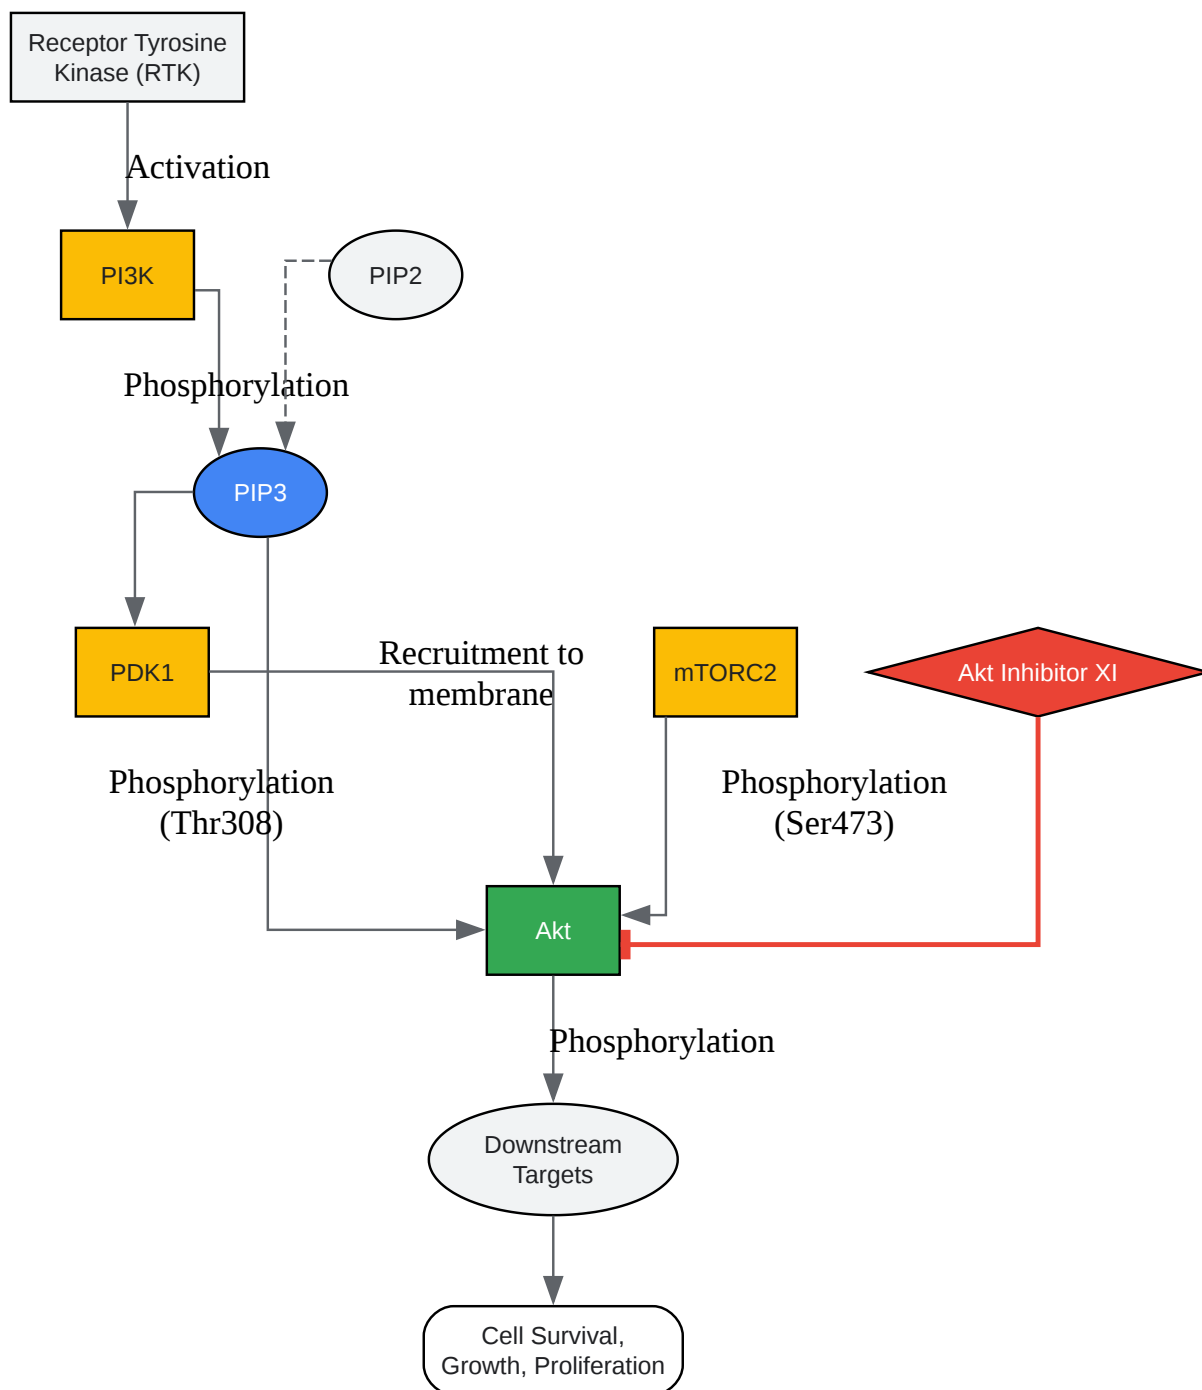 Receptor Tyrosine
Kinase (RTK)
Activation
PI3K
PIP2
Phosphorylation
PIP3
PDK1
Recruitment to
membrane
mTORC2
Akt Inhibitor XI
Phosphorylation
(Thr308)
Phosphorylation
(Ser473)
Akt
Phosphorylation
Downstream
Targets
Cell Survival,
Growth, Proliferation